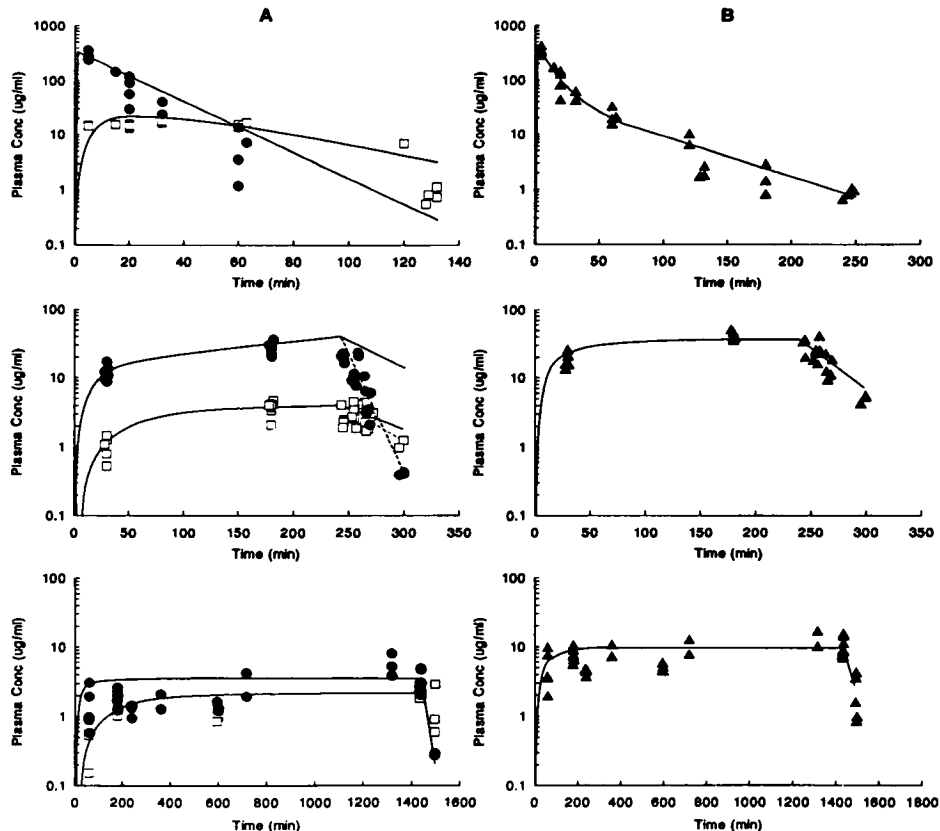 A
B
1000
100
10
1
0.1
Plasma Conc (ug/ml)
0 20 40 60 80 100 120 140
Time (min)
1000
100
10
1
0.1
Plasma Conc (ug/ml)
0 50 100 150 200 250 300
Time (min)
100
10
1
0.1
Plasma Conc (ug/ml)
0 50 100 150 200 250 300 350
Time (min)
100
10
1
0.1
Plasma Conc (ug/ml)
0 50 100 150 200 250 300 350
Time (min)
100
10
1
0.1
Plasma Conc (ug/ml)
0 200 400 600 800 1000 1200 1400 1600
Time (min)
100
10
1
0.1
Plasma Conc (ug/ml)
0 200 400 600 800 1000 1200 1400 1600 1800
Time (min)